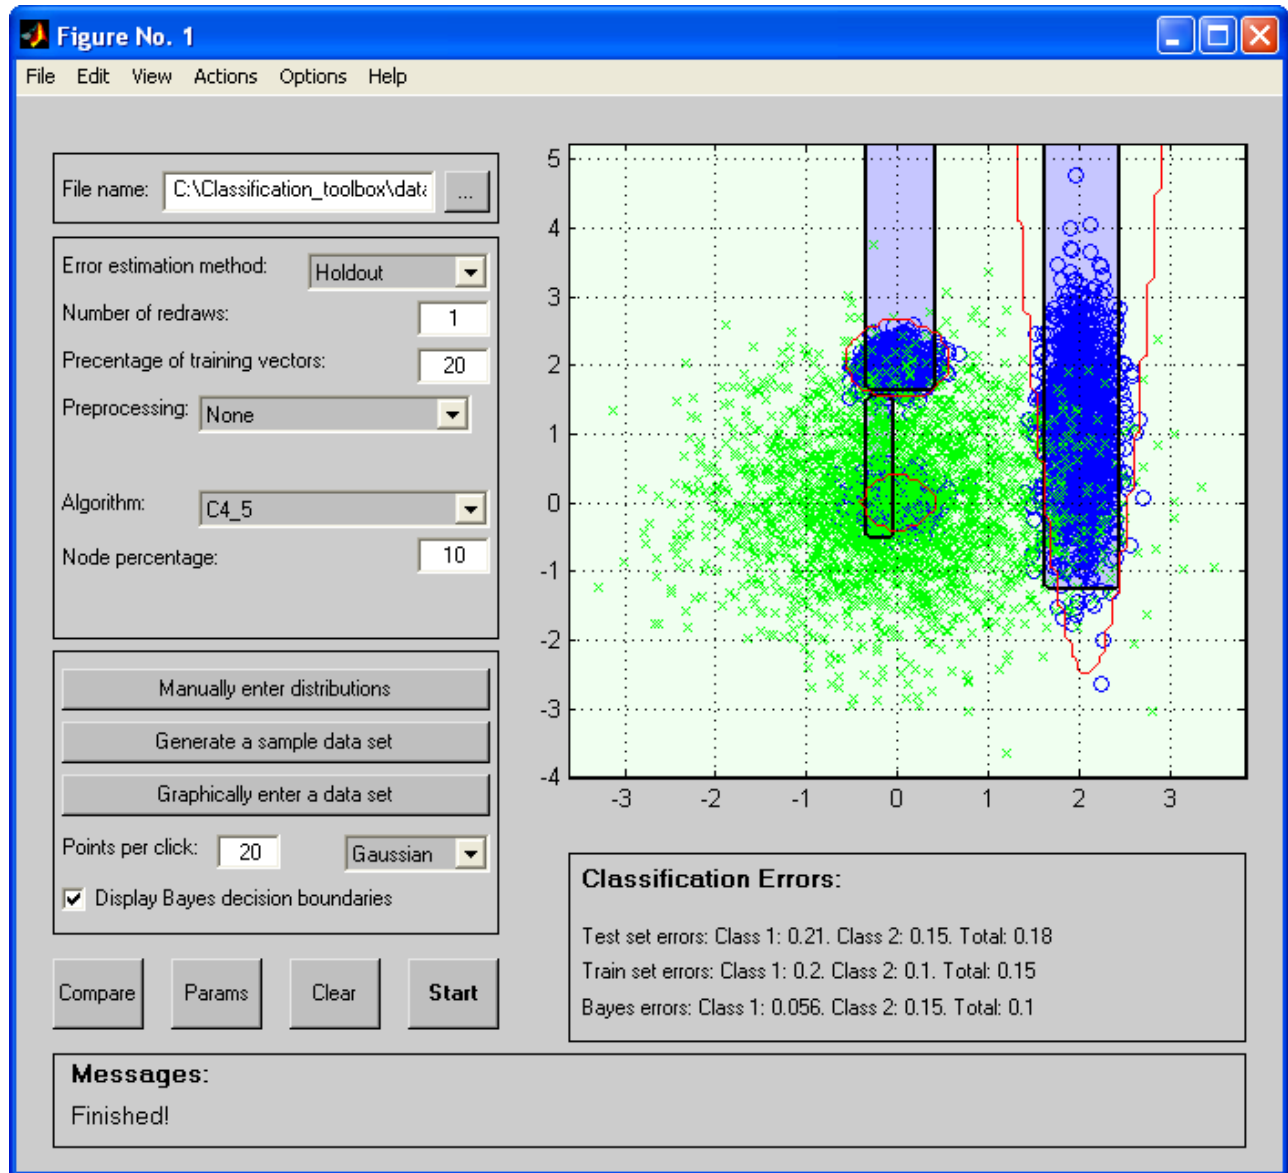 Figure No. 1
File Edit View Actions Options Help
File name: C:\Classification_toolbox\data ...
Error estimation method: Holdout
Number of redraws: 1
Precentage of training vectors: 20
Preprocessing: None
Algorithm: C4_5
Node percentage: 10
Manually enter distributions
Generate a sample data set
Graphically enter a data set
Points per click: 20 Gaussian
Display Bayes decision boundaries
Compare Params Clear Start
5
4
3
2
1
0
-1
-2
-3
-4
-3 -2 -1 0 1 2 3
Classification Errors:
Test set errors: Class 1: 0.21. Class 2: 0.15. Total: 0.18
Train set errors: Class 1: 0.2. Class 2: 0.1. Total: 0.15
Bayes errors: Class 1: 0.056. Class 2: 0.15. Total: 0.1
Messages:
Finished!